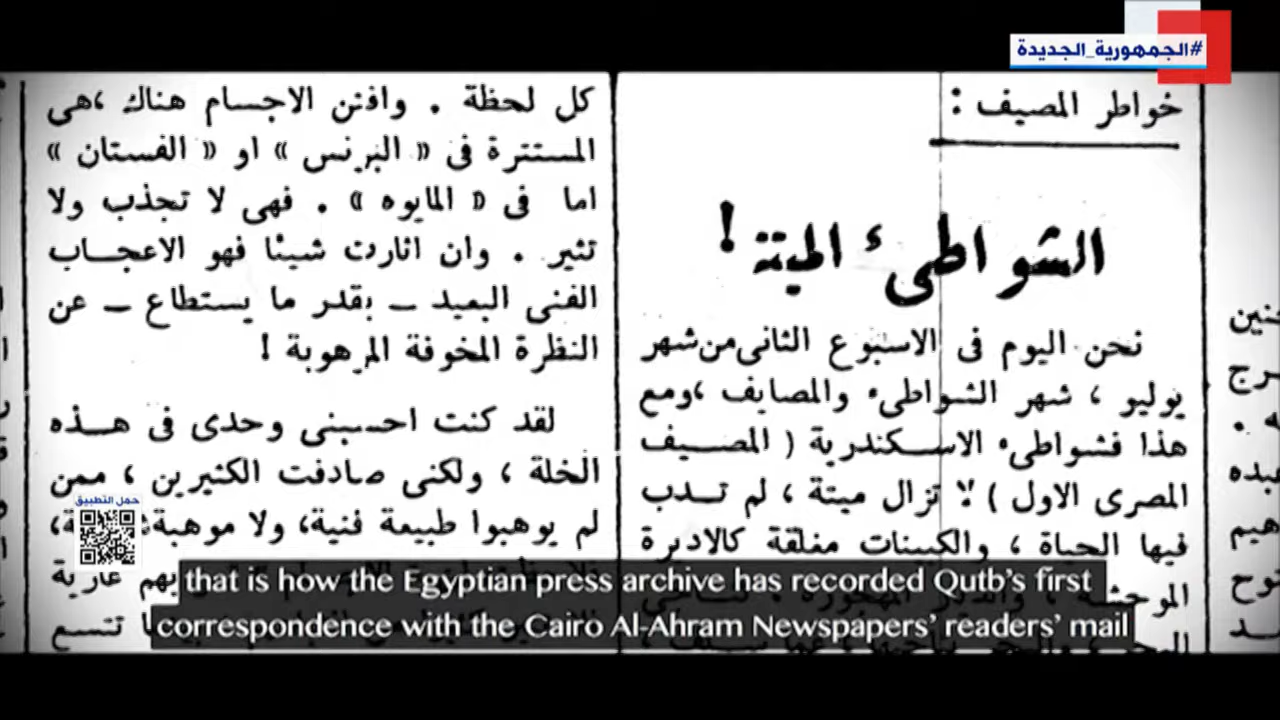 #الجمهورية_الجديدة
خواطر المصيف :
الشواطىء الميتة !
نحن اليوم فى الاسبوع الثانى من شهر
يوليو ، شهر الشواطىء والمصايف ، ومع
هذا فشواطىء الاسكندرية ( المصيف
المصرى الاول ) لا تزال ميتة ، لم تدب
فيها الحياة ، والكبينات مغلقة كالاديرة
كل لحظة . وافتن الاجسام هناك ، هى
المستترة فى « البرنس » او « الفستان »
اما فى « المايوه » . فهى لا تجذب ولا
تثير . وان اثارت شيئا فهو الاعجاب
الفنى البعيد — بقدر ما يستطاع — عن
النظرة المخوفة المرهوبة !
لقد كنت احسبنى وحدى فى هذه
الخلة ، ولكنى صادفت الكثيرين ، ممن
لم يوهبوا طبيعة فنية ، ولا موهبة
حمل التطبيق
that is how the Egyptian press archive has recorded Qutb's first
correspondence with the Cairo Al-Ahram Newspapers' readers' mail